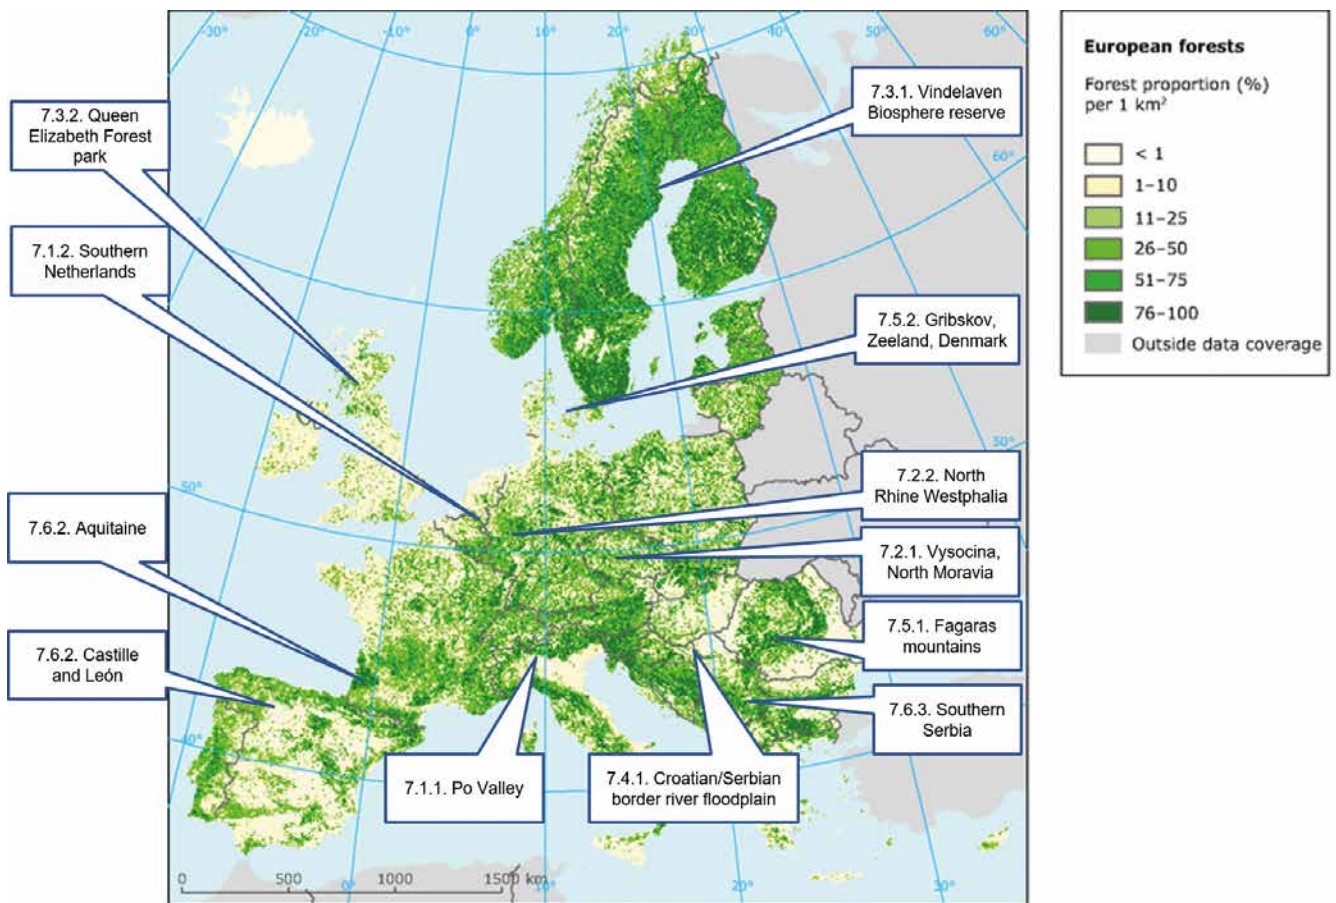 -30°
-20°
-10°
0°
10°
20°
30°
40°
50°
60°
60°
50°
50°
40°
0°
10°
20°
30°
7.3.2. Queen
Elizabeth Forest
park
7.1.2. Southern
Netherlands
7.6.2. Aquitaine
7.6.2. Castille
and León
7.3.1. Vindelaven
Biosphere reserve
7.5.2. Gribskov,
Zeeland, Denmark
7.2.2. North
Rhine Westphalia
7.2.1. Vysocina,
North Moravia
7.5.1. Fagaras
mountains
7.6.3. Southern
Serbia
7.1.1. Po Valley
7.4.1. Croatian/Serbian
border river floodplain
0 500 1000 1500 km
European forests
Forest proportion (%)
per 1 km²
< 1
1–10
11–25
26–50
51–75
76–100
Outside data coverage